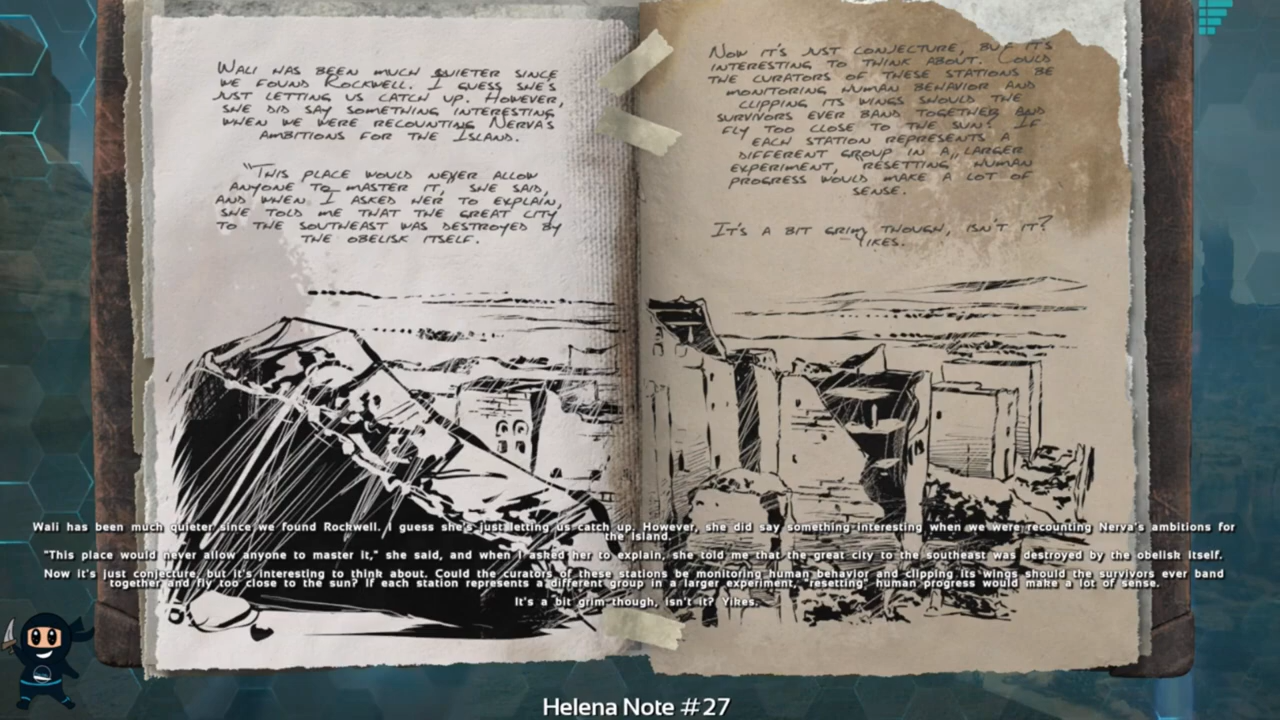 Wali has been much quieter since
we found Rockwell. I guess she's
just letting us catch up. However,
she did say something interesting
when we were recounting Nerva's
ambitions for the Island.
"This place would never allow
anyone to master it," she said,
and when I asked her to explain,
she told me that the great city
to the southeast was destroyed by
the obelisk itself.
Now it's just conjecture, but it's
interesting to think about. Could
the curators of these stations be
monitoring human behavior and
clipping its wings should the
survivors ever band together and
fly too close to the sun? If
each station represents a
different group in a larger
experiment, "resetting" human
progress would make a lot of
sense.
It's a bit grim though, isn't it?
Yikes.
Wali has been much quieter since we found Rockwell. I guess she's just letting us catch up. However, she did say something interesting when we were recounting Nerva's ambitions for
the Island.
"This place would never allow anyone to master it," she said, and when I asked her to explain, she told me that the great city to the southeast was destroyed by the obelisk itself.
Now it's just conjecture, but it's interesting to think about. Could the curators of these stations be monitoring human behavior and clipping its wings should the survivors ever band
together and fly too close to the sun? If each station represents a different group in a larger experiment, "resetting" human progress would make a lot of sense.
It's a bit grim though, isn't it? Yikes.
Helena Note #27